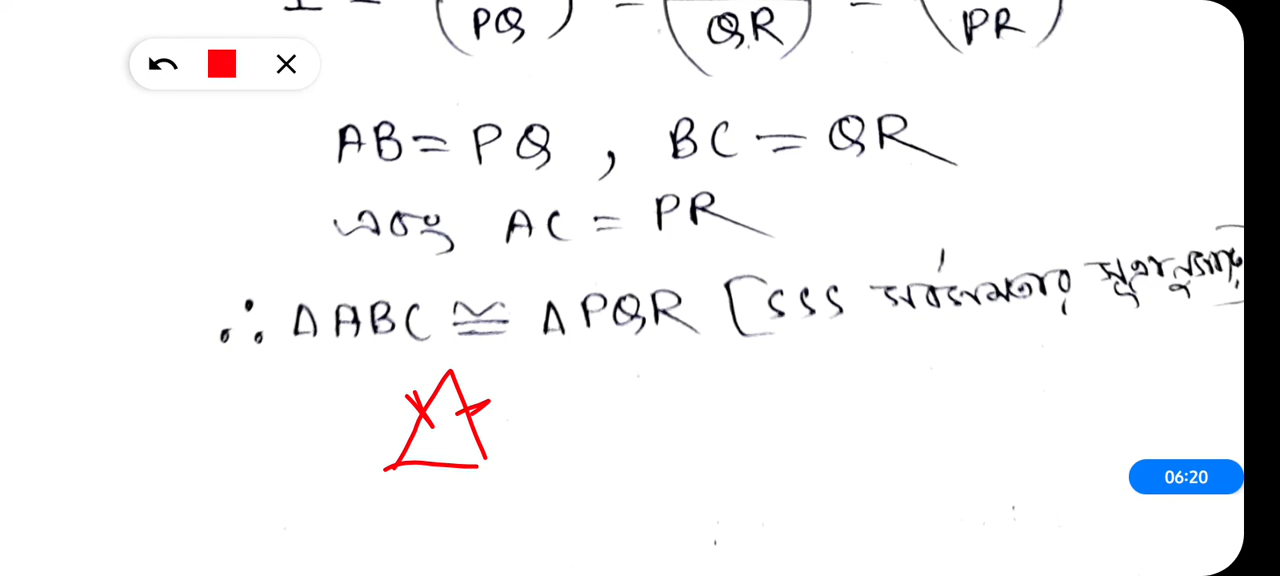 PQ QR PR
AB = PQ , BC = QR
এবং AC = PR
∴ ΔABC ≅ ΔPQR [SSS সর্বসমতার
06:20